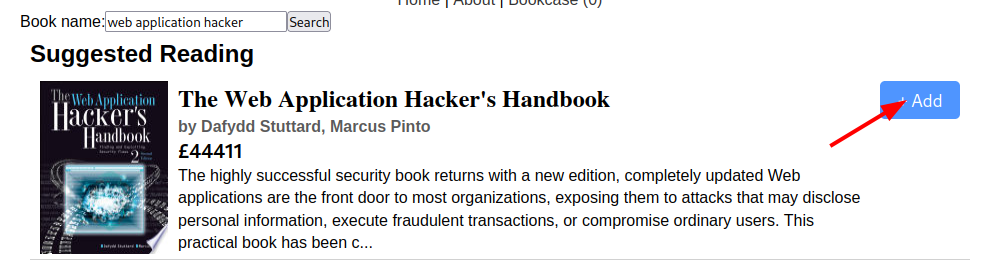 Home | About | Bookcase (0)
Book name: web application hacker Search
Suggested Reading
The Web Application Hacker's Handbook
by Dafydd Stuttard, Marcus Pinto
£44411
The highly successful security book returns with a new edition, completely updated Web
applications are the front door to most organizations, exposing them to attacks that may disclose
personal information, execute fraudulent transactions, or compromise ordinary users. This
practical book has been c...
+ Add
The Web Application
Hacker's
Handbook
Finding and Exploiting
Security Flaws
2 Second
Edition
Dafydd Stuttard